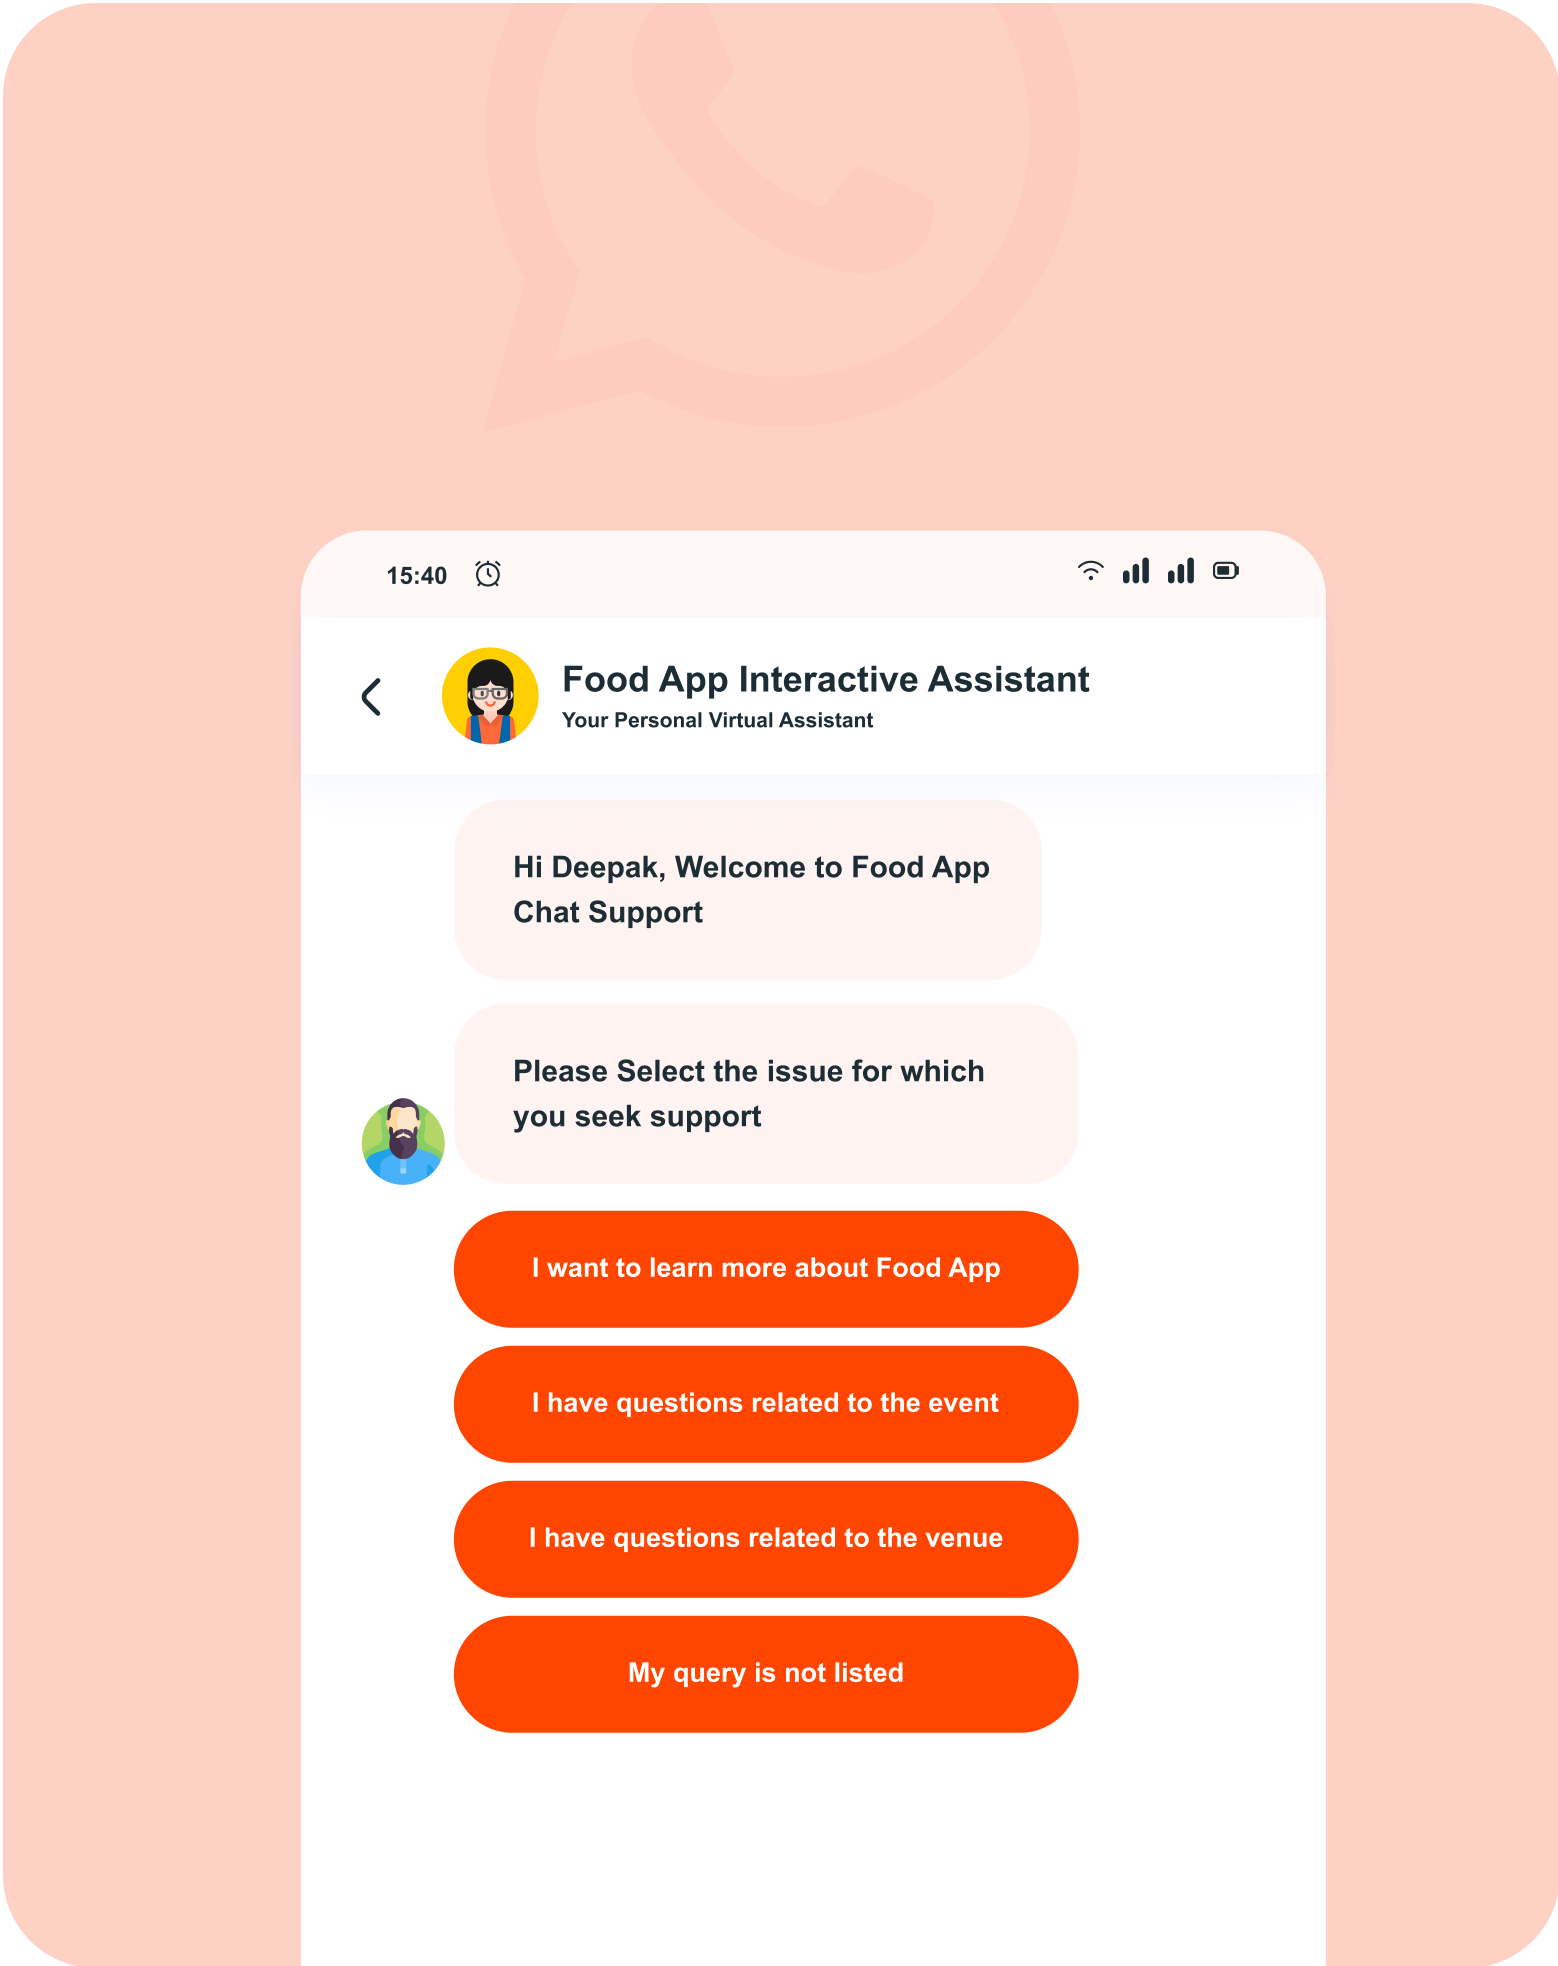 15:40
Food App Interactive Assistant
Your Personal Virtual Assistant
Hi Deepak, Welcome to Food App
Chat Support
Please Select the issue for which
you seek support
I want to learn more about Food App
I have questions related to the event
I have questions related to the venue
My query is not listed